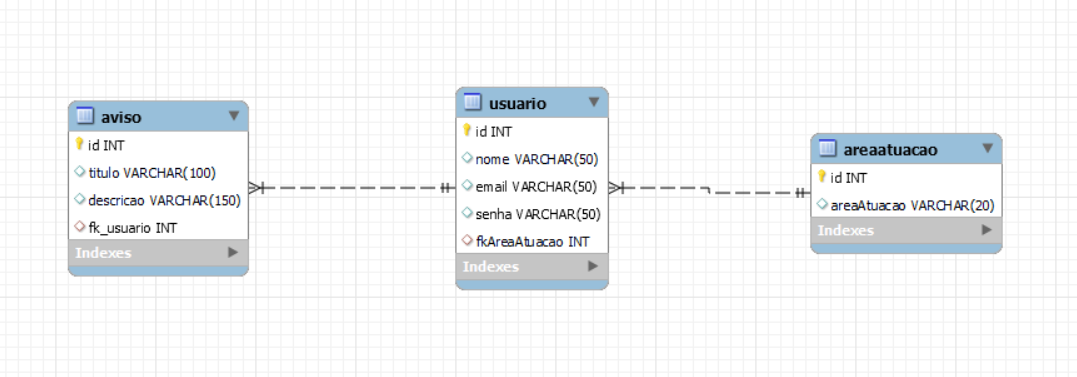 aviso
id INT
titulo VARCHAR(100)
descricao VARCHAR(150)
fk_usuario INT
Indexes
usuario
id INT
nome VARCHAR(50)
email VARCHAR(50)
senha VARCHAR(50)
fkAreaAtuacao INT
Indexes
areaatuacao
id INT
areaAtuacao VARCHAR(20)
Indexes